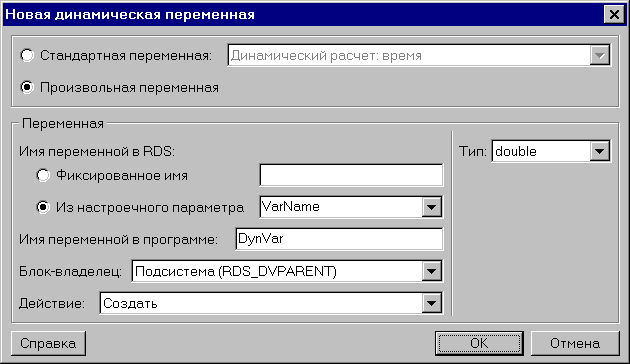 Новая динамическая переменная
Стандартная переменная: Динамический расчет: время
Произвольная переменная
Переменная
Имя переменной в RDS:
Тип: double
Фиксированное имя
Из настроечного параметра VarName
Имя переменной в программе: DynVar
Блок-владелец: Подсистема (RDS_DVPARENT)
Действие: Создать
Справка OK Отмена